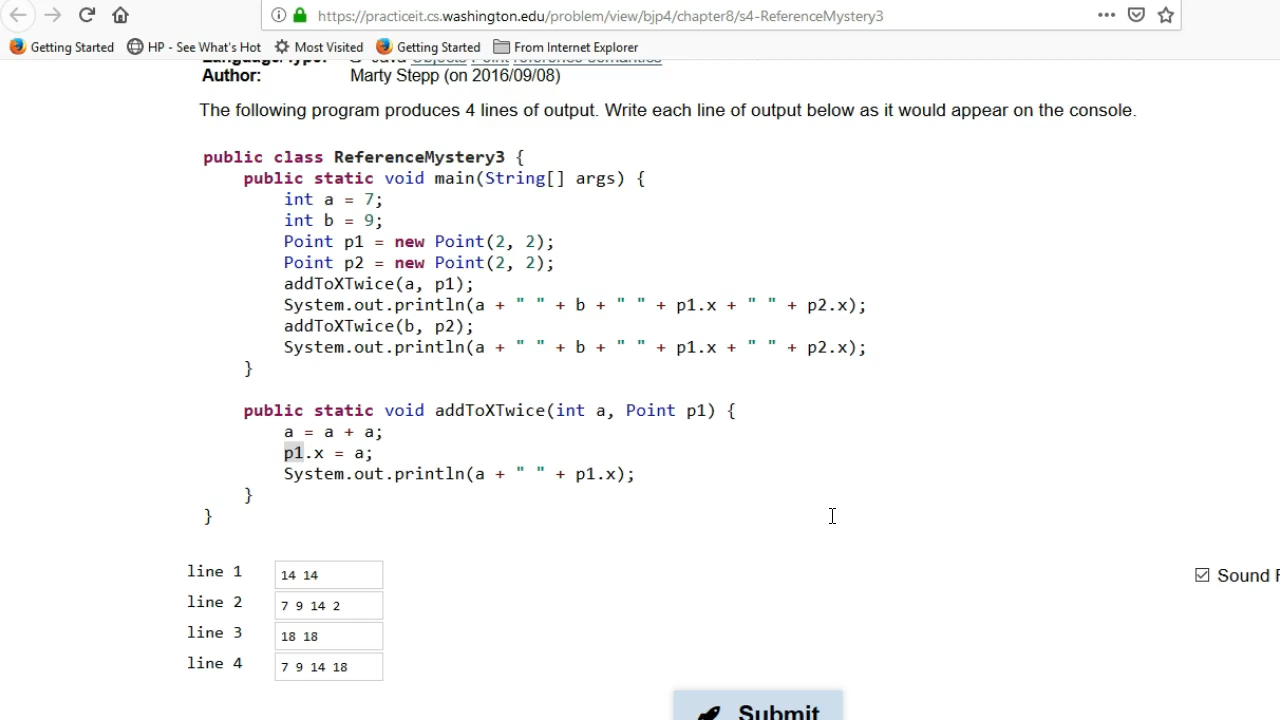 https://practiceit.cs.washington.edu/problem/view/bjp4/chapter8/s4-ReferenceMystery3
Getting Started HP - See What's Hot Most Visited Getting Started From Internet Explorer
Author: Marty Stepp (on 2016/09/08)
The following program produces 4 lines of output. Write each line of output below as it would appear on the console.
public class ReferenceMystery3 {
    public static void main(String[] args) {
        int a = 7;
        int b = 9;
        Point p1 = new Point(2, 2);
        Point p2 = new Point(2, 2);
        addToXTwice(a, p1);
        System.out.println(a + " " + b + " " + p1.x + " " + p2.x);
        addToXTwice(b, p2);
        System.out.println(a + " " + b + " " + p1.x + " " + p2.x);
    }
    public static void addToXTwice(int a, Point p1) {
        a = a + a;
        p1.x = a;
        System.out.println(a + " " + p1.x);
    }
}
line 1 14 14
Sound F
line 2 7 9 14 2
line 3 18 18
line 4 7 9 14 18
Submit